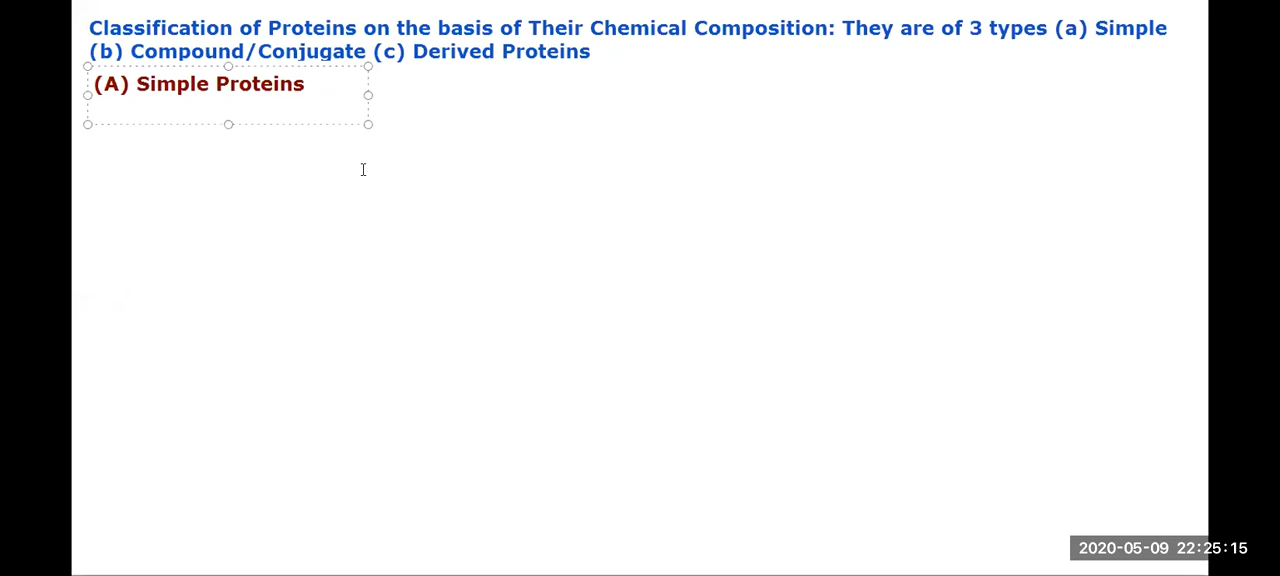 Classification of Proteins on the basis of Their Chemical Composition: They are of 3 types (a) Simple
(b) Compound/Conjugate (c) Derived Proteins
(A) Simple Proteins
2020-05-09 22:25:15